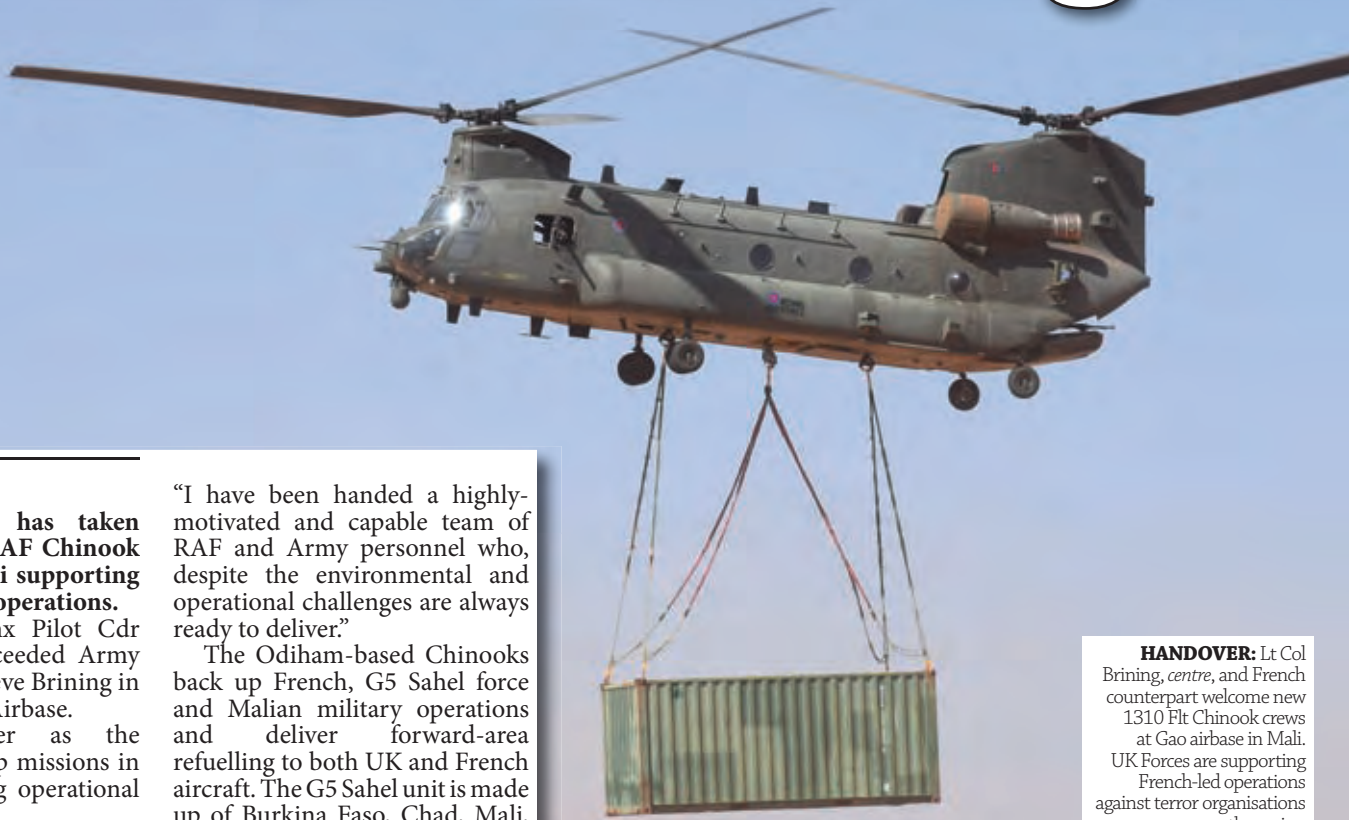 has taken
AF Chinook
i supporting
operations.
x Pilot Cdr
ceeded Army
eve Brining in
Airbase.
er as the
p missions in
g operational
“I have been handed a highly-
motivated and capable team of
RAF and Army personnel who,
despite the environmental and
operational challenges are always
ready to deliver.”
The Odiham-based Chinooks
back up French, G5 Sahel force
and Malian military operations
and deliver forward-area
refuelling to both UK and French
aircraft. The G5 Sahel unit is made
up of Burkina Faso, Chad, Mali,
HANDOVER: Lt Col
Brining, centre, and French
counterpart welcome new
1310 Flt Chinook crews
at Gao airbase in Mali.
UK Forces are supporting
French-led operations
against terror organisations